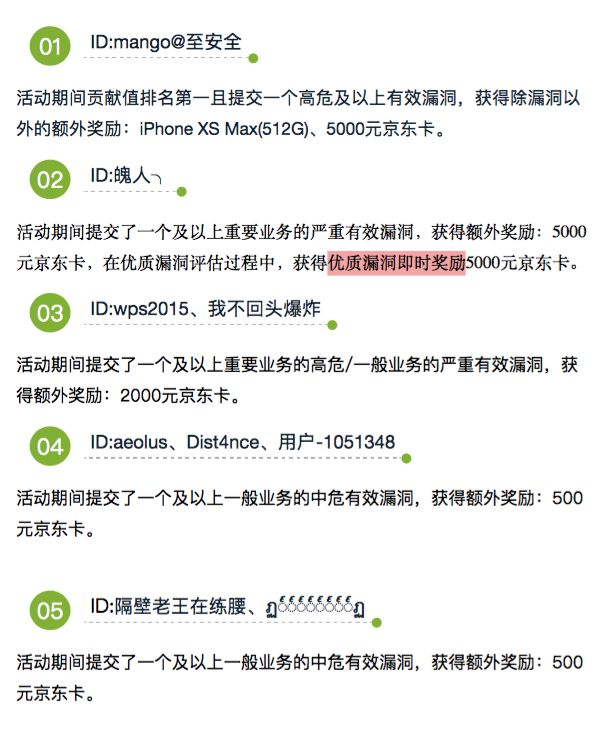 01
ID:mango@至安全
活动期间贡献值排名第一且提交一个高危及以上有效漏洞，获得除漏洞以
外的额外奖励：iPhone XS Max(512G)、5000元京东卡。
02
ID:魄人╮
活动期间提交了一个及以上重要业务的严重有效漏洞，获得额外奖励：5000
元京东卡，在优质漏洞评估过程中，获得优质漏洞即时奖励5000元京东卡。
03
ID:wps2015、我不回头爆炸
活动期间提交了一个及以上重要业务的高危/一般业务的严重有效漏洞，获
得额外奖励：2000元京东卡。
04
ID:aeolus、Dist4nce、用户-1051348
活动期间提交了一个及以上一般业务的中危有效漏洞，获得额外奖励：500
元京东卡。
05
ID:隔壁老王在练腰、
活动期间提交了一个及以上一般业务的中危有效漏洞，获得额外奖励：500
元京东卡。